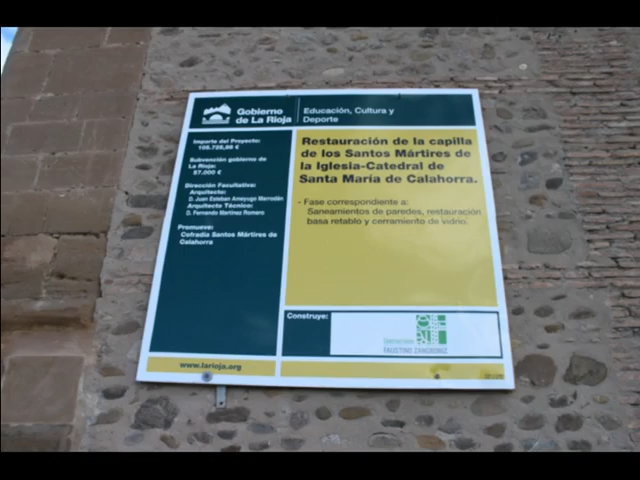 Gobierno
de La Rioja
Educación, Cultura y
Deporte
Importe del Proyecto:
Subvención gobierno de
La Rioja:
57.000 €
Dirección Facultativa:
Arquitecto:
D. Juan Esteban Ameyugo Marrodán
Arquitecto Técnico:
D. Fernando Martínez Romero
Promueve:
Cofradía Santos Mártires de
Calahorra
Restauración de la capilla
de los Santos Mártires de
la Iglesia-Catedral de
Santa María de Calahorra.
- Fase correspondiente a:
Saneamientos de paredes, restauración
basa retablo y cerramiento de vidrio.
Construye:
www.larioja.org